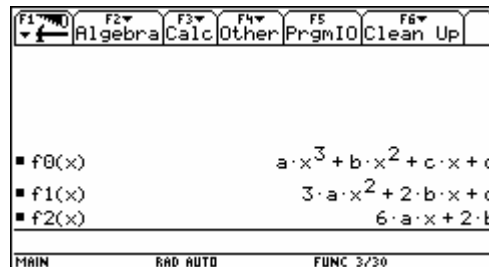 F1 F2 Algebra F3 Calc F4 Other F5 PrgmIO F6 Clean Up
f0(x) a·x³ + b·x² + c·x +
f1(x) 3·a·x² + 2·b·x +
f2(x) 6·a·x + 2·
MAIN RAD AUTO FUNC 3/30